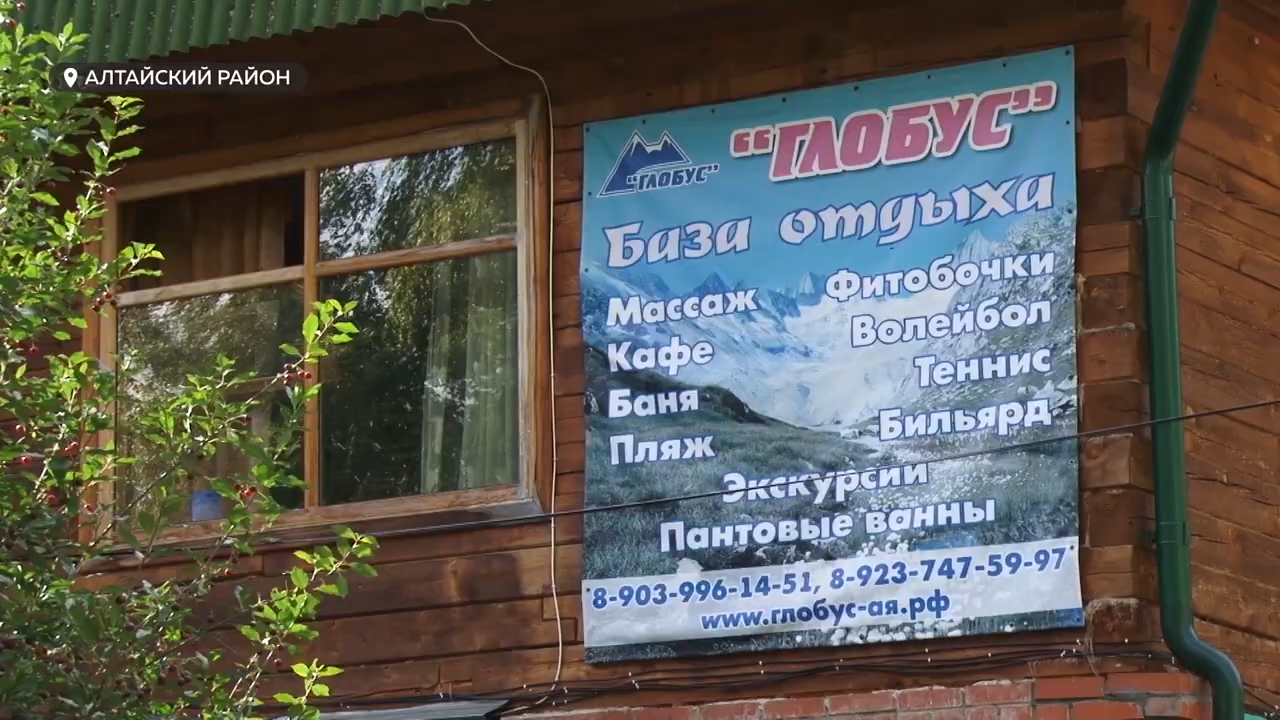 АЛТАЙСКИЙ РАЙОН
"ГЛОБУС"
"ГЛОБУС"
База отдыха
Массаж
Кафе
Баня
Пляж
Фитобочки
Волейбол
Теннис
Бильярд
Экскурсии
Пантовые ванны
8-903-996-14-51, 8-923-747-59-97
www.глобус-ая.рф